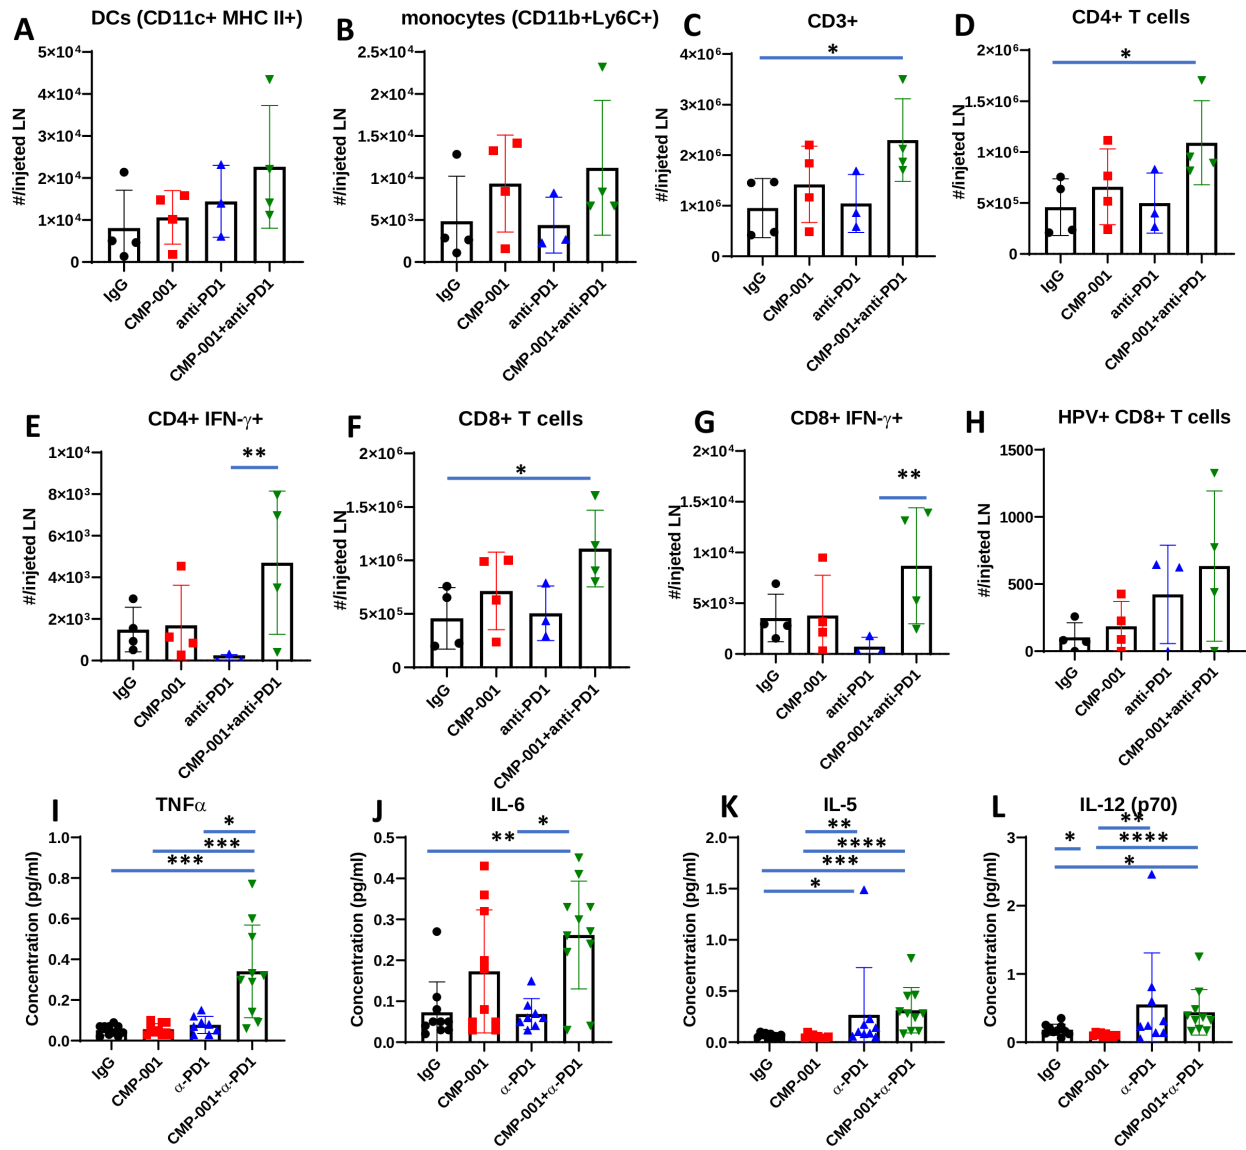 A
DCs (CD11c+ MHC II+)
#/injeted LN
5×10⁴
4×10⁴
3×10⁴
2×10⁴
1×10⁴
0
IgG
CMP-001
anti-PD1
CMP-001+anti-PD1
B
monocytes (CD11b+Ly6C+)
#/injeted LN
2.5×10⁴
2×10⁴
1.5×10⁴
1×10⁴
5×10³
0
IgG
CMP-001
anti-PD1
CMP-001+anti-PD1
C
CD3+
*
#/injeted LN
4×10⁶
3×10⁶
2×10⁶
1×10⁶
0
IgG
CMP-001
anti-PD1
CMP-001+anti-PD1
D
CD4+ T cells
*
#/injeted LN
2×10⁶
1.5×10⁶
1×10⁶
5×10⁵
0
IgG
CMP-001
anti-PD1
CMP-001+anti-PD1
E
CD4+ IFN-γ+
**
#/injeted LN
1×10⁴
8×10³
6×10³
4×10³
2×10³
0
IgG
CMP-001
anti-PD1
CMP-001+anti-PD1
F
CD8+ T cells
*
#/injeted LN
2×10⁶
1.5×10⁶
1×10⁶
5×10⁵
0
IgG
CMP-001
anti-PD1
CMP-001+anti-PD1
G
CD8+ IFN-γ+
**
#/injeted LN
2×10⁴
1.5×10⁴
1×10⁴
5×10³
0
IgG
CMP-001
anti-PD1
CMP-001+anti-PD1
H
HPV+ CD8+ T cells
#/injeted LN
1500
1000
500
0
IgG
CMP-001
anti-PD1
CMP-001+anti-PD1
I
TNFα
*
***
***
Concentration (pg/ml)
1.0
0.8
0.6
0.4
0.2
0.0
IgG
CMP-001
α-PD1
CMP-001+α-PD1
J
IL-6
*
**
Concentration (pg/ml)
0.5
0.4
0.3
0.2
0.1
0.0
IgG
CMP-001
α-PD1
CMP-001+α-PD1
K
IL-5
**
****
***
*
Concentration (pg/ml)
2.0
1.5
1.0
0.5
0.0
IgG
CMP-001
α-PD1
CMP-001+α-PD1
L
IL-12 (p70)
**
* ****
*
Concentration (pg/ml)
3
2
1
0
IgG
CMP-001
α-PD1
CMP-001+α-PD1